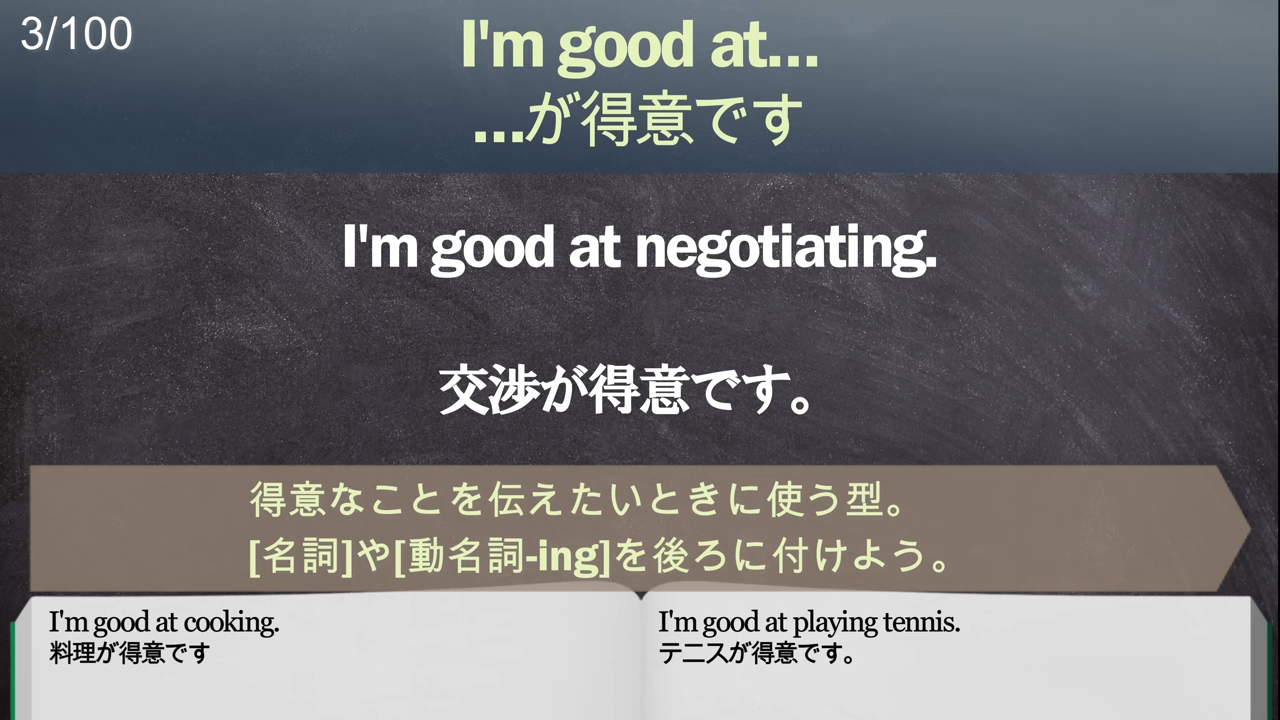 3/100
I'm good at...
...が得意です
I'm good at negotiating.
交渉が得意です。
得意なことを伝えたいときに使う型。
[名詞]や[動名詞-ing]を後ろに付けよう。
I'm good at cooking.
料理が得意です
I'm good at playing tennis.
テニスが得意です。